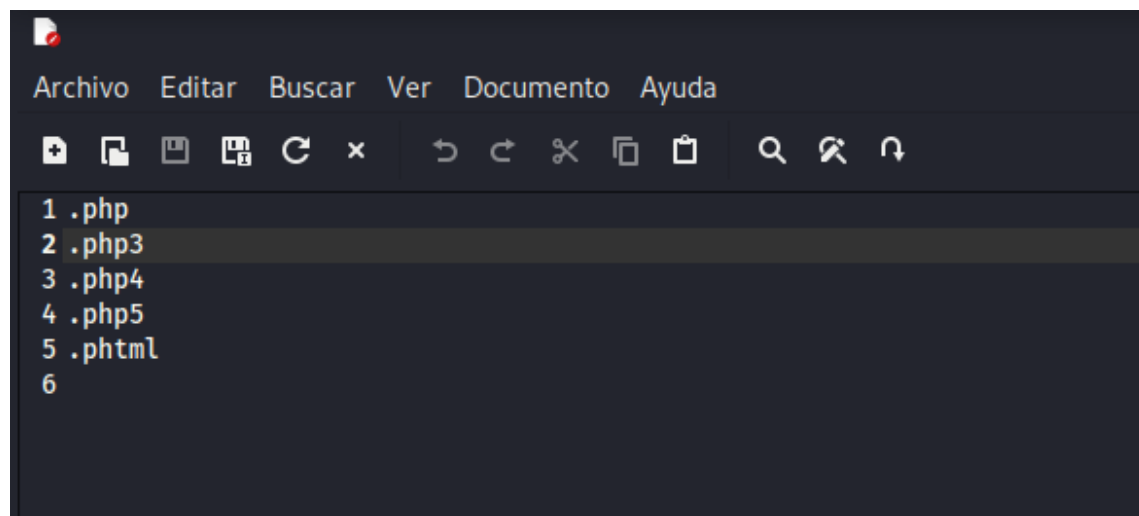 Archivo Editar Buscar Ver Documento Ayuda
1 .php
2 .php3
3 .php4
4 .php5
5 .phtml
6